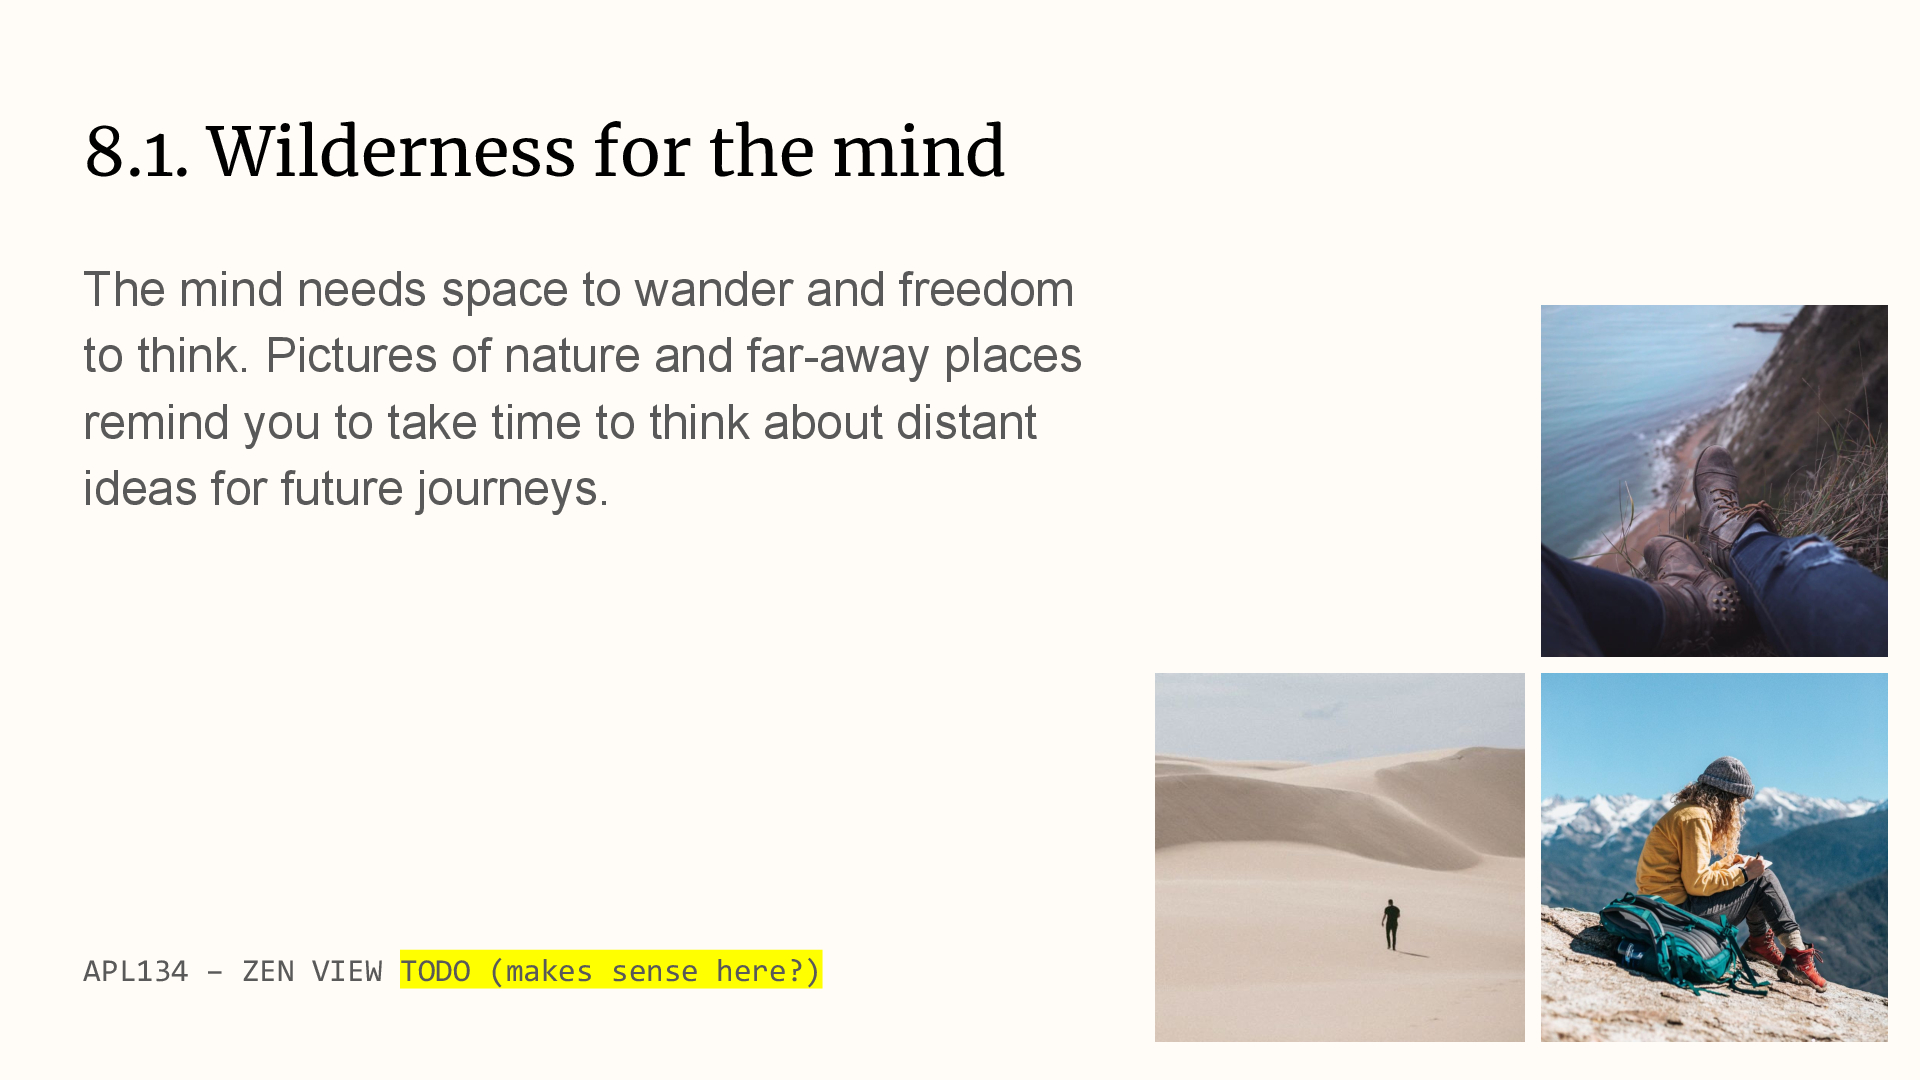 8.1. Wilderness for the mind
The mind needs space to wander and freedom
to think. Pictures of nature and far-away places
remind you to take time to think about distant
ideas for future journeys.
APL134 – ZEN VIEW TODO (makes sense here?)